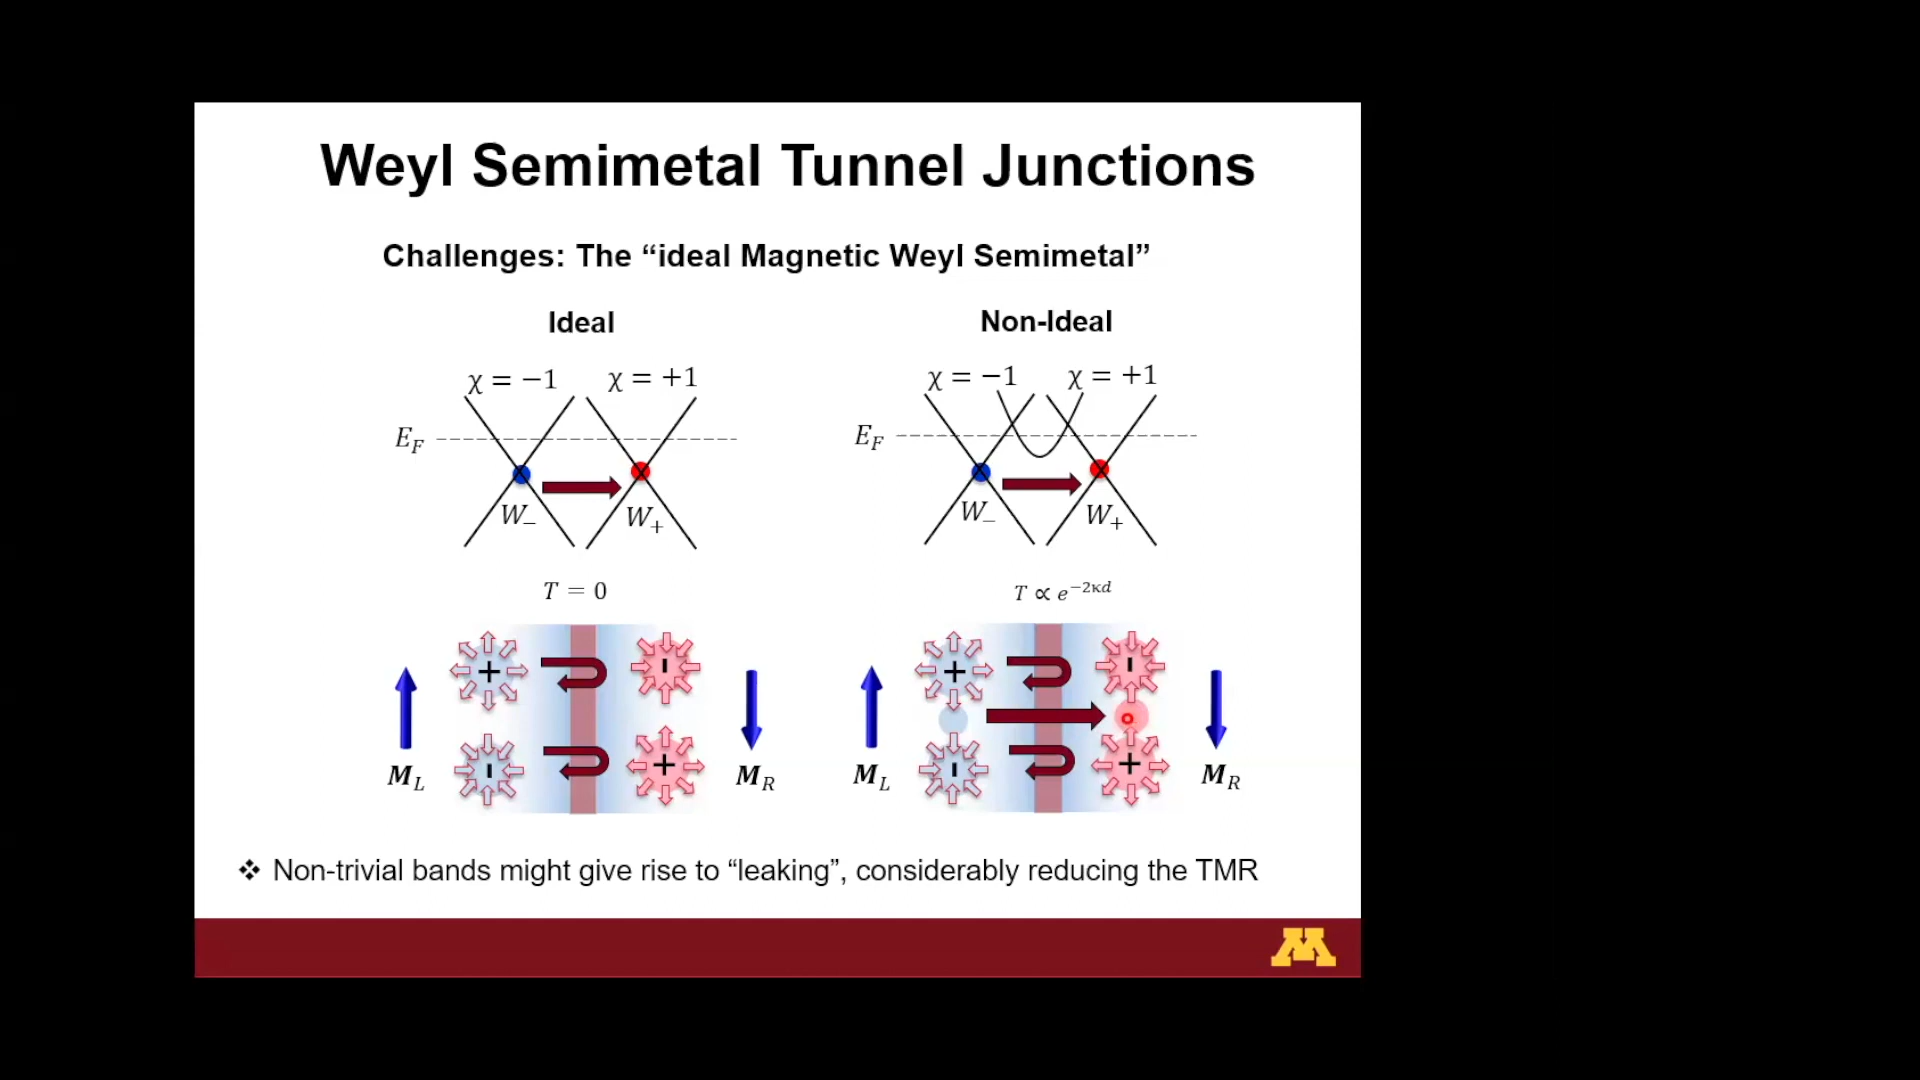 Weyl Semimetal Tunnel Junctions
Challenges: The “ideal Magnetic Weyl Semimetal”
Ideal
χ = −1 χ = +1
E_F
W_− W_+
T = 0
+ -
- +
M_L M_R
Non-Ideal
χ = −1 χ = +1
E_F
W_− W_+
T ∝ e^{−2κd}
+ -
- +
M_L M_R
❖ Non-trivial bands might give rise to “leaking”, considerably reducing the TMR
M